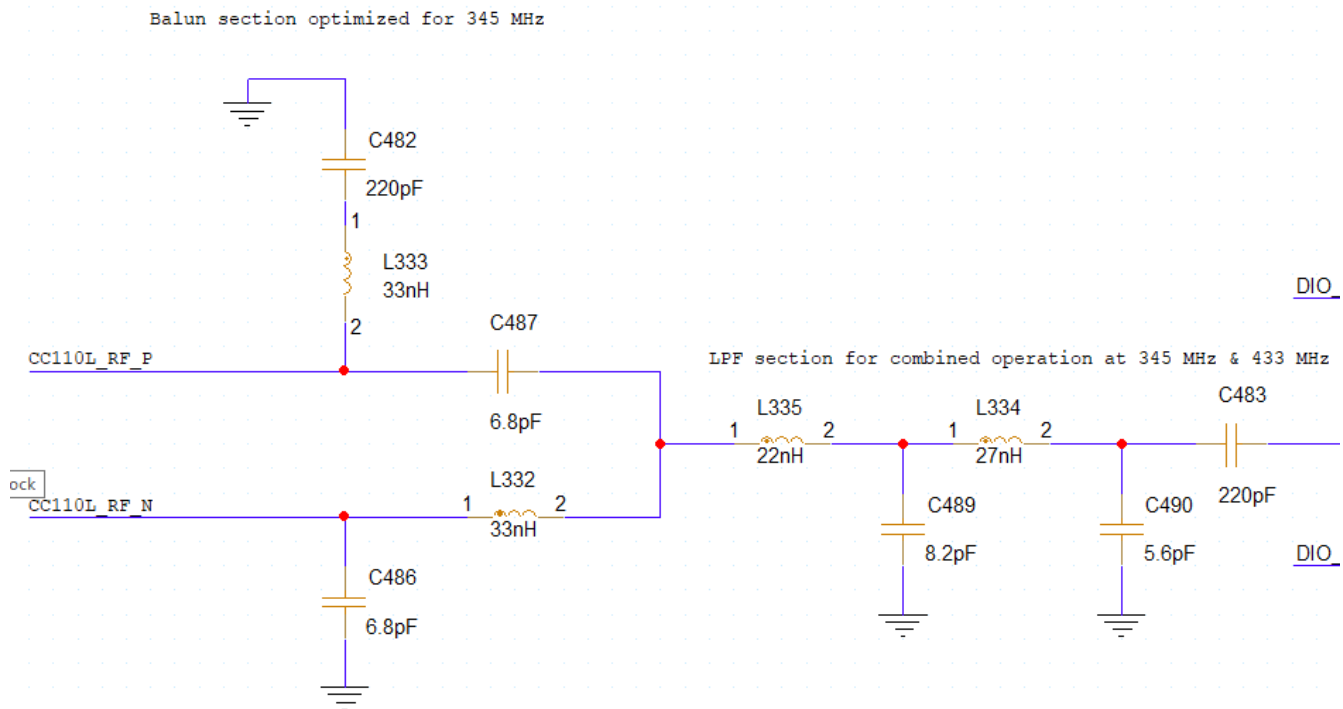 Balun section optimized for 345 MHz
C482
220pF
1
L333
33nH
2
DIO_
C487
CC110L_RF_P
LPF section for combined operation at 345 MHz & 433 MHz
C483
6.8pF
L335
1 2
22nH
L334
1 2
27nH
220pF
ock
L332
CC110L_RF_N
1 2
33nH
C489
8.2pF
C490
5.6pF
DIO_
C486
6.8pF